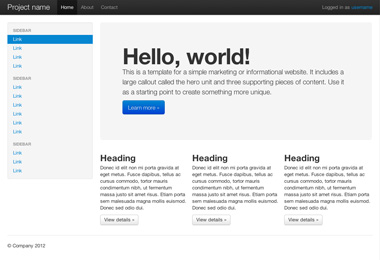 Project name Home About Contact Logged in as username
SIDEBAR
Link
Link
Link
Link
SIDEBAR
Link
Link
Link
Link
Link
Link
SIDEBAR
Link
Link
Link
Hello, world!
This is a template for a simple marketing or informational website. It includes a
large callout called the hero unit and three supporting pieces of content. Use it
as a starting point to create something more unique.
Learn more »
Heading
Donec id elit non mi porta gravida at
eget metus. Fusce dapibus, tellus ac
cursus commodo, tortor mauris
condimentum nibh, ut fermentum
massa justo sit amet risus. Etiam
porta sem malesuada magna mollis euismod.
Donec sed odio dui.
View details »
Heading
Donec id elit non mi porta gravida at
eget metus. Fusce dapibus, tellus ac
cursus commodo, tortor mauris
condimentum nibh, ut fermentum
massa justo sit amet risus. Etiam porta
sem malesuada magna mollis euismod.
Donec sed odio dui.
View details »
Heading
Donec id elit non mi porta gravida at
eget metus. Fusce dapibus, tellus ac
cursus commodo, tortor mauris
condimentum nibh, ut fermentum
massa justo sit amet risus. Etiam porta
sem malesuada magna mollis euismod.
Donec sed odio dui.
View details »
© Company 2012